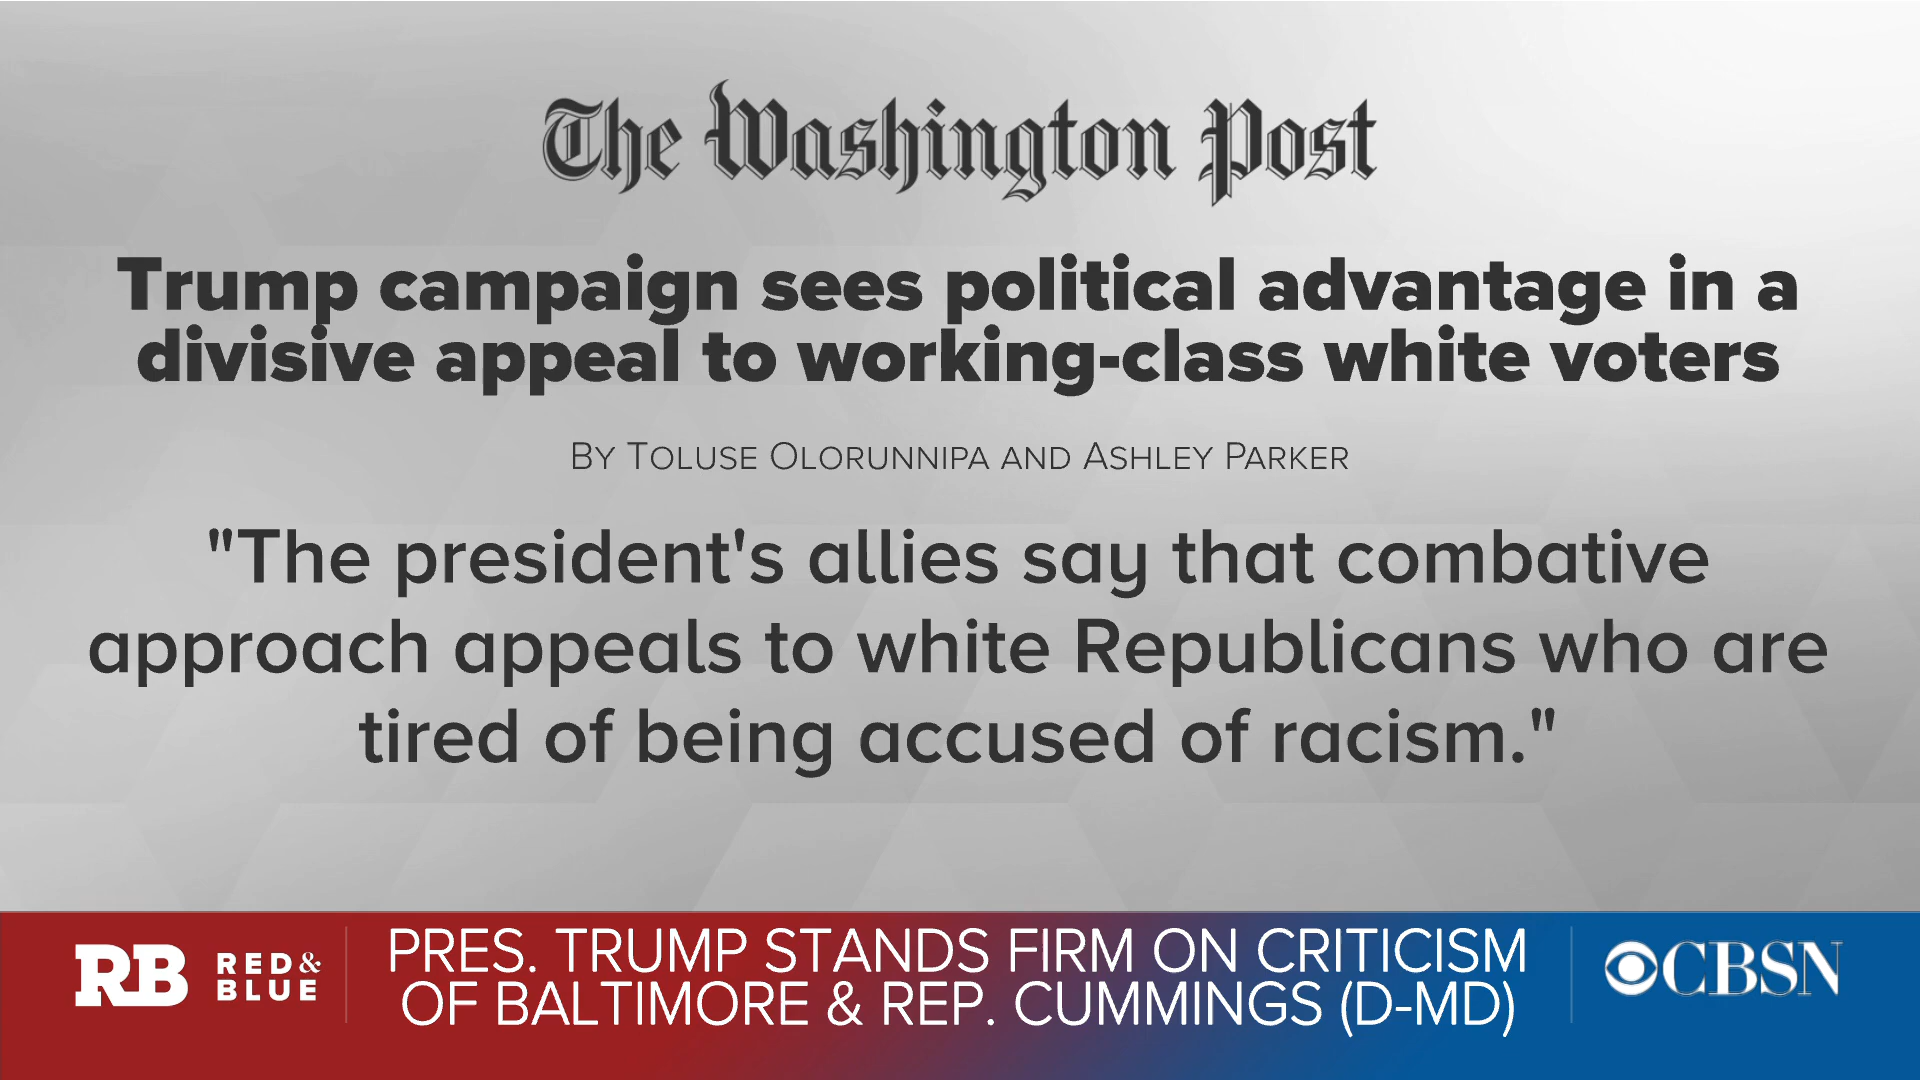 The Washington Post
Trump campaign sees political advantage in a
divisive appeal to working-class white voters
BY TOLUSE OLORUNNIPA AND ASHLEY PARKER
"The president's allies say that combative
approach appeals to white Republicans who are
tired of being accused of racism."
RB RED &
BLUE
PRES. TRUMP STANDS FIRM ON CRITICISM
OF BALTIMORE & REP. CUMMINGS (D-MD)
CBSN